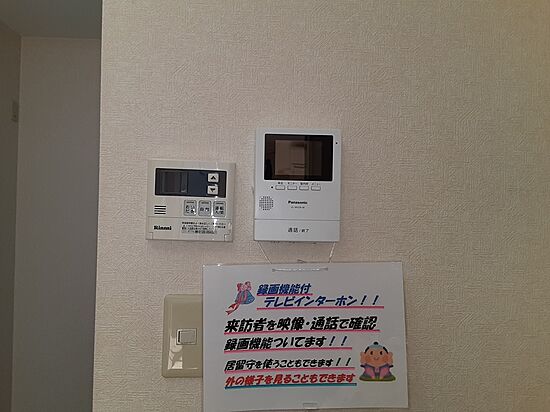 Panasonic
通話/終了
Rinnai
録画機能付
テレビインターホン!!
来訪者を映像・通話で確認
録画機能ついてます!!
居留守を使うこともできます!!
外の様子を見ることもできます